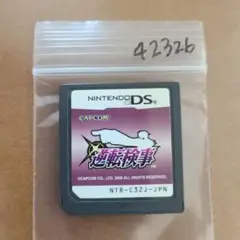 42326
NINTENDO DS
CAPCOM
逆転検事
©CAPCOM CO., LTD. 2009 ALL RIGHTS RESERVED.
NTR-C32J-JPN